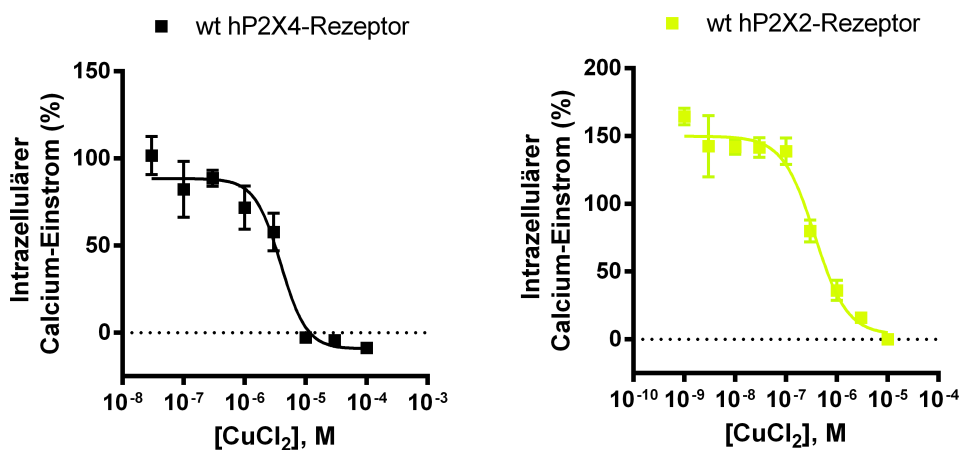 wt hP2X4-Rezeptor
150
100
50
0
Intrazellulärer
Calcium-Einstrom (%)
10⁻⁸ 10⁻⁷ 10⁻⁶ 10⁻⁵ 10⁻⁴ 10⁻³
[CuCl₂], M
wt hP2X2-Rezeptor
200
150
100
50
0
Intrazellulärer
Calcium-Einstrom (%)
10⁻¹⁰ 10⁻⁹ 10⁻⁸ 10⁻⁷ 10⁻⁶ 10⁻⁵ 10⁻⁴
[CuCl₂], M